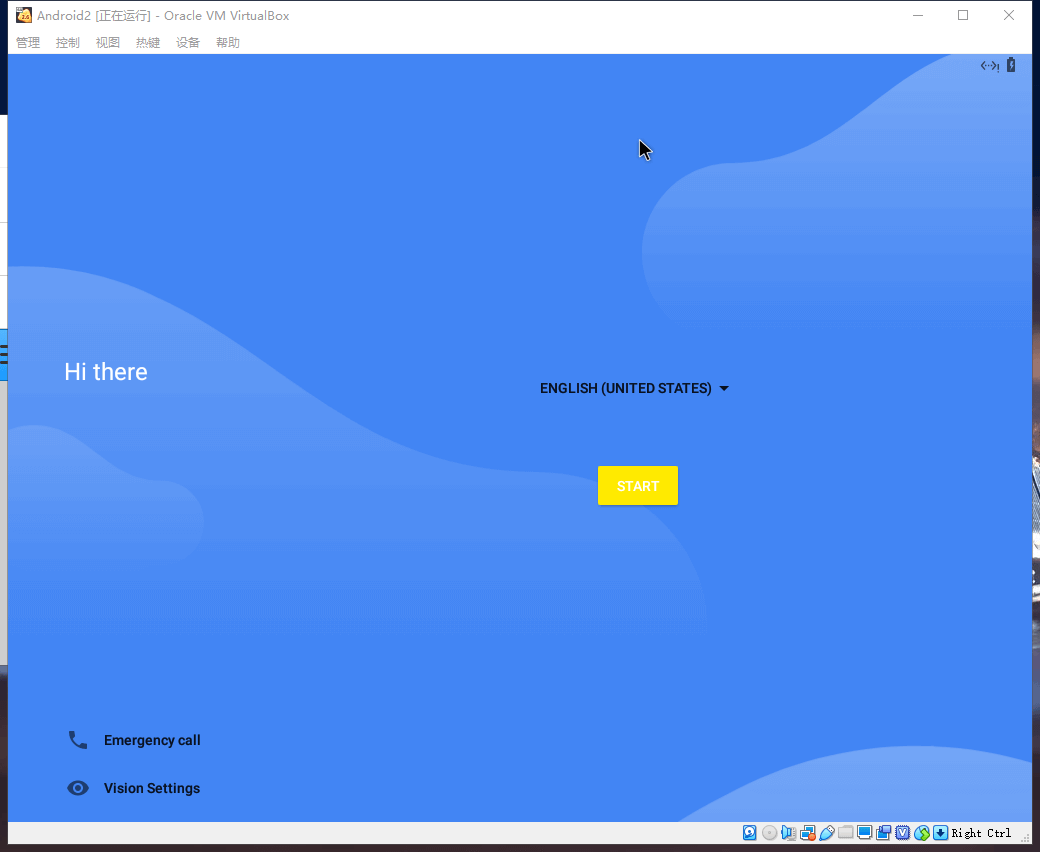 Android2 [正在运行] - Oracle VM VirtualBox
管理 控制 视图 热键 设备 帮助
Hi there
ENGLISH (UNITED STATES)
START
Emergency call
Vision Settings
Right Ctrl